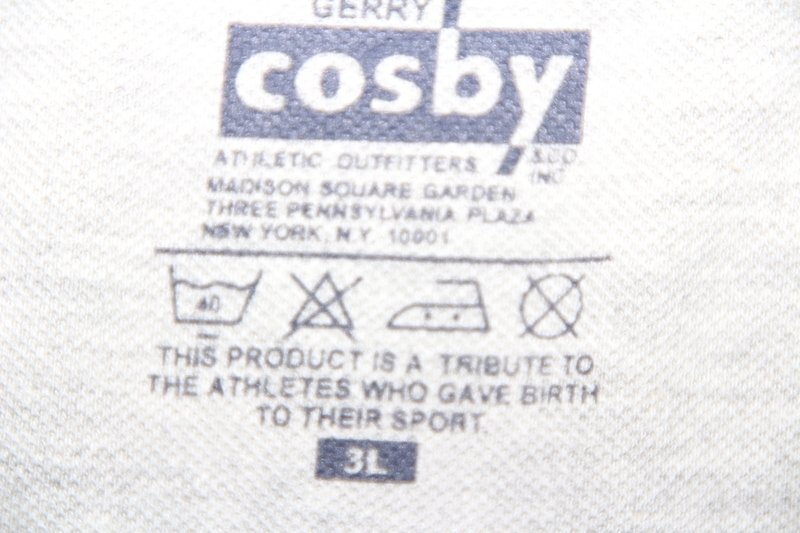 GERRY
cosby
ATHLETIC OUTFITTERS & CO. INC
MADISON SQUARE GARDEN
THREE PENNSYLVANIA PLAZA
NEW YORK, N.Y. 10001
40
THIS PRODUCT IS A TRIBUTE TO
THE ATHLETES WHO GAVE BIRTH
TO THEIR SPORT.
3L